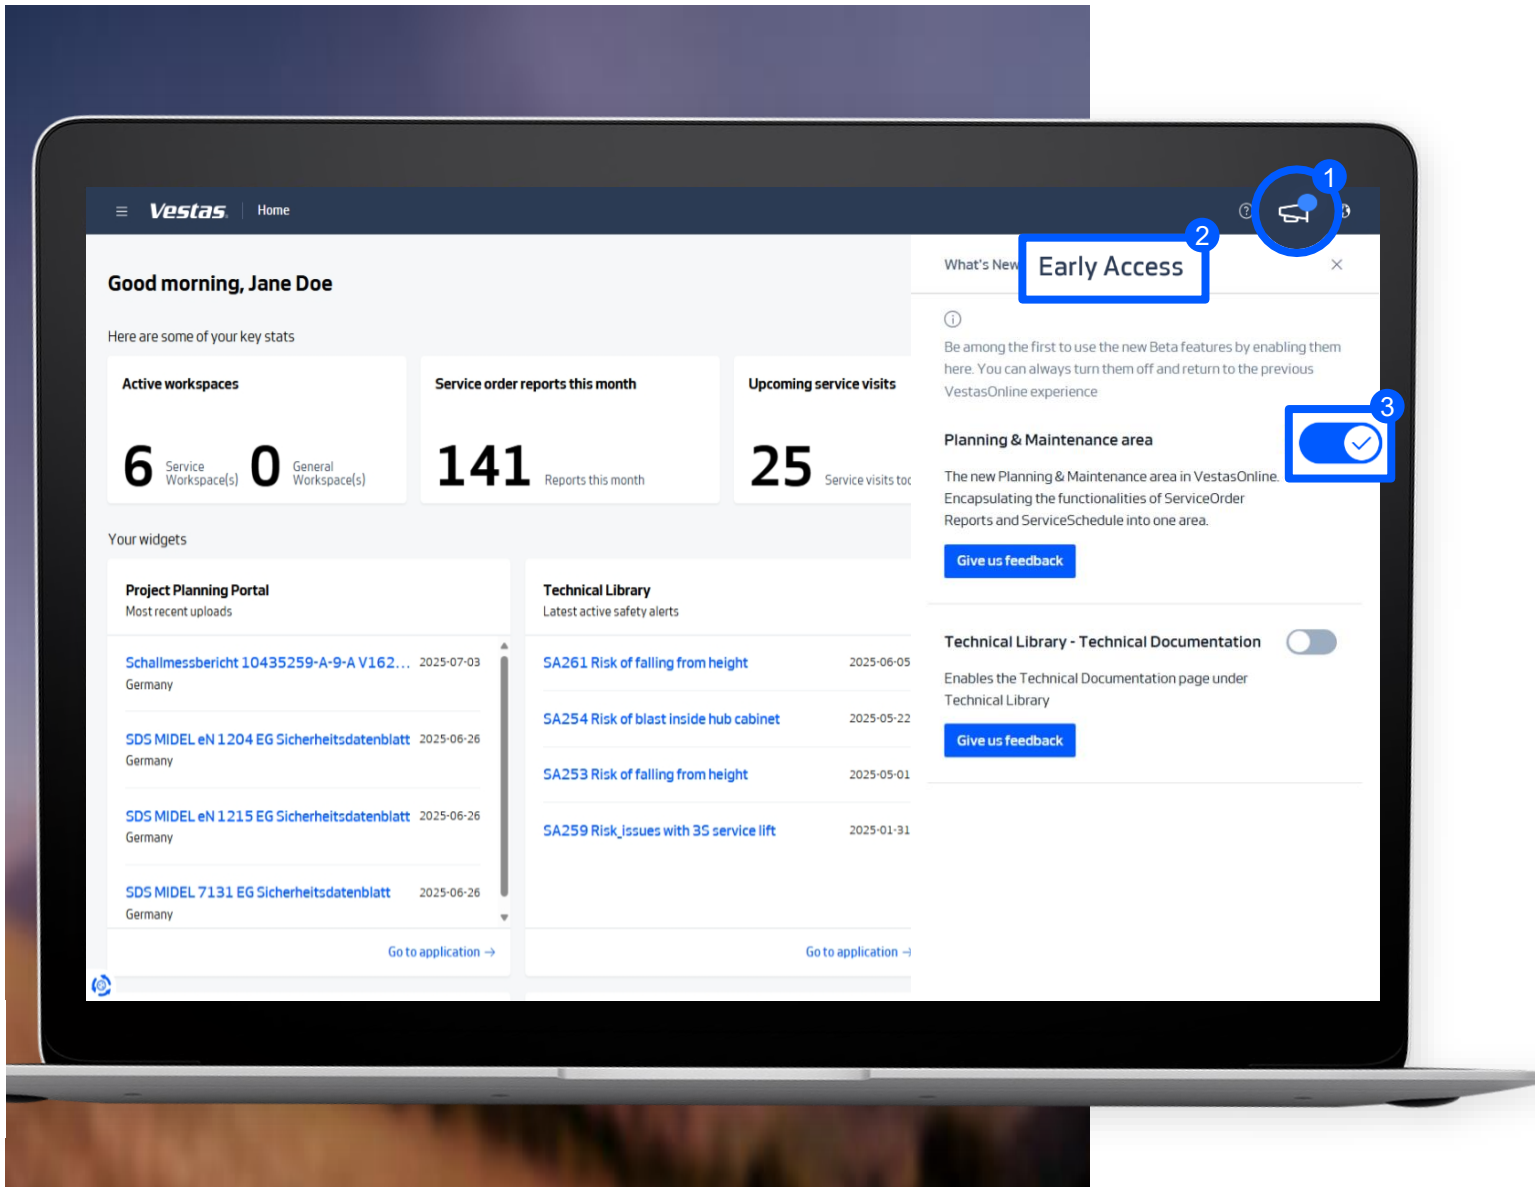 Vestas.
Home
1
Good morning, Jane Doe
Here are some of your key stats
Active workspaces
6 Service Workspace(s) 0 General Workspace(s)
Service order reports this month
141 Reports this month
Upcoming service visits
25 Service visits
Your widgets
Project Planning Portal
Most recent uploads
Schallmessbericht 10435259-A-9-A V162... 2025-07-03
Germany
SDS MIDEL eN 1204 EG Sicherheitsdatenblatt 2025-06-26
Germany
SDS MIDEL eN 1215 EG Sicherheitsdatenblatt 2025-06-26
Germany
SDS MIDEL 7131 EG Sicherheitsdatenblatt 2025-06-26
Germany
Go to application →
Technical Library
Latest active safety alerts
SA261 Risk of falling from height 2025-06-05
SA254 Risk of blast inside hub cabinet 2025-05-22
SA253 Risk of falling from height 2025-05-01
SA259 Risk_issues with 3S service lift 2025-01-31
Go to application
What's New
2
Early Access
Be among the first to use the new Beta features by enabling them
here. You can always turn them off and return to the previous
VestasOnline experience
3
Planning & Maintenance area
The new Planning & Maintenance area in VestasOnline.
Encapsulating the functionalities of ServiceOrder
Reports and ServiceSchedule into one area.
Give us feedback
Technical Library - Technical Documentation
Enables the Technical Documentation page under
Technical Library
Give us feedback